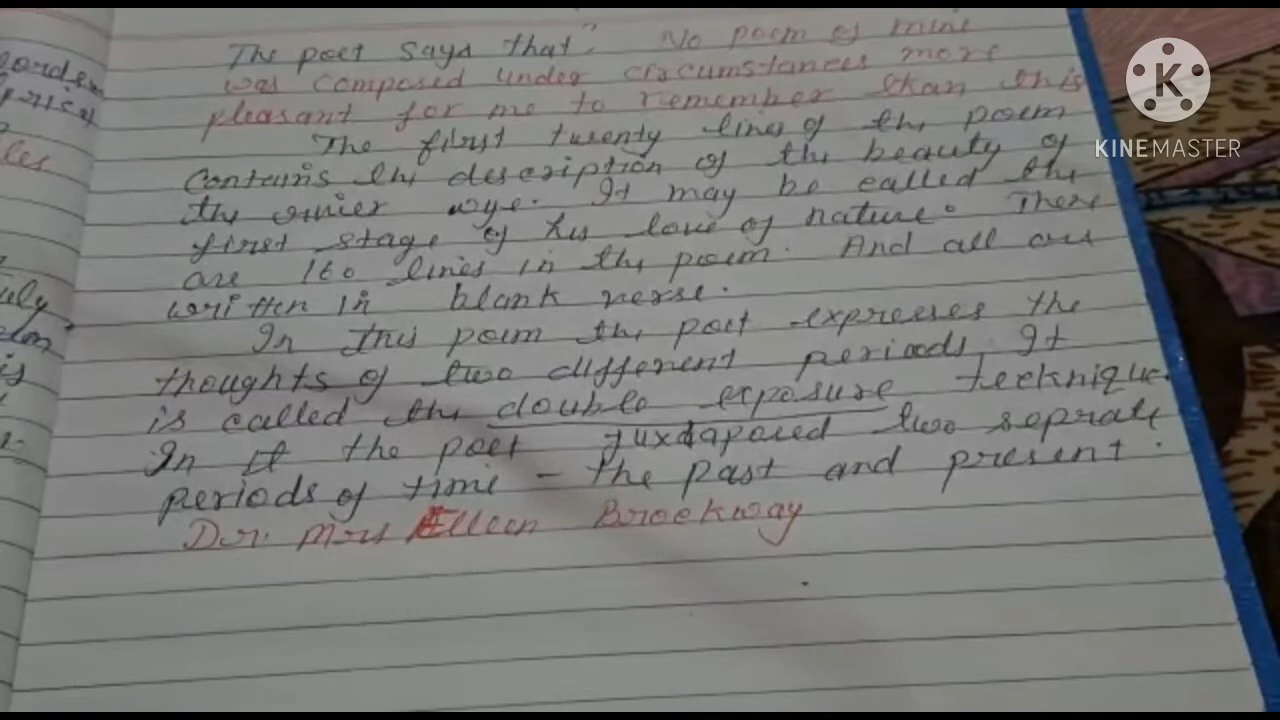 The poet says that" No poem of mine
was composed under circumstances more
pleasant for me to remember than this
The first twenty lines of the poem
contains the description of the beauty of
the wye. It may be called the
first stage of his love of nature. There
are 160 lines in the poem. And all are
written in blank verse.
In this poem the poet expresses the
thoughts of two different periods. It
is called the double exposure technique.
In it the poet juxtaposed two seprate
periods of time - the past and present.
Dr. Mrs Elleen Brockway
K
KINEMASTER